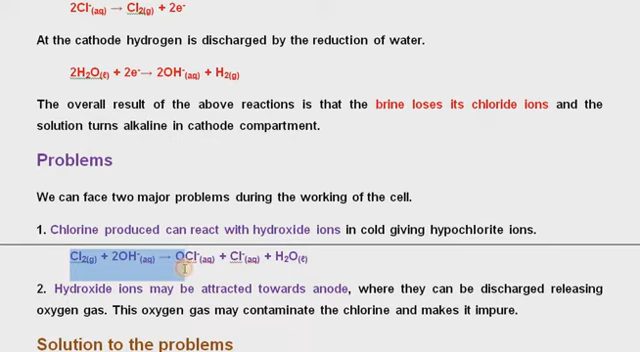 2Cl⁻(aq) → Cl2(g) + 2e⁻
At the cathode hydrogen is discharged by the reduction of water.
2H2O(ℓ) + 2e⁻→ 2OH⁻(aq) + H2(g)
The overall result of the above reactions is that the brine loses its chloride ions and the
solution turns alkaline in cathode compartment.
Problems
We can face two major problems during the working of the cell.
1. Chlorine produced can react with hydroxide ions in cold giving hypochlorite ions.
Cl2(g) + 2OH⁻(aq) → OCl⁻(aq) + Cl⁻(aq) + H2O(ℓ)
2. Hydroxide ions may be attracted towards anode, where they can be discharged releasing
oxygen gas. This oxygen gas may contaminate the chlorine and makes it impure.
Solution to the problems